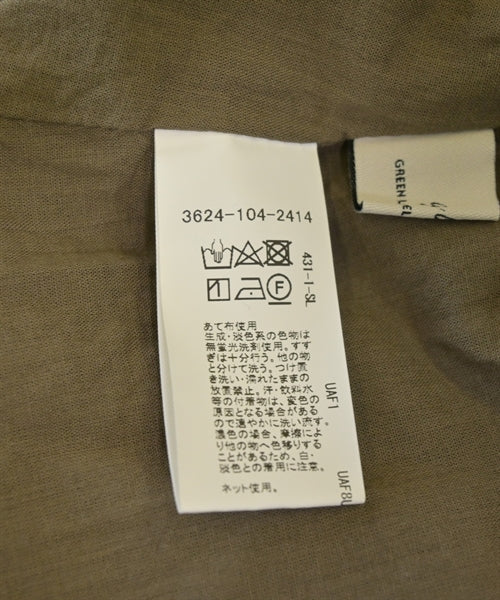 3624-104-2414
431-1-SL
F
あて布使用
生成・淡色系の色物は
無蛍光洗剤使用。すす
ぎは十分行う。他の物
と分けて洗う。つけ置
き洗い・濡れたままの
放置禁止。汗・飲料水
等の付着物は、変色の
原因となる場合がある
ので速やかに洗い流す。
濃色の場合、摩擦によ
り他の物へ色移りする
ことがあるため、白・
淡色との着用に注意。
ネット使用。
UAF1
UAF8U
GREEN LE